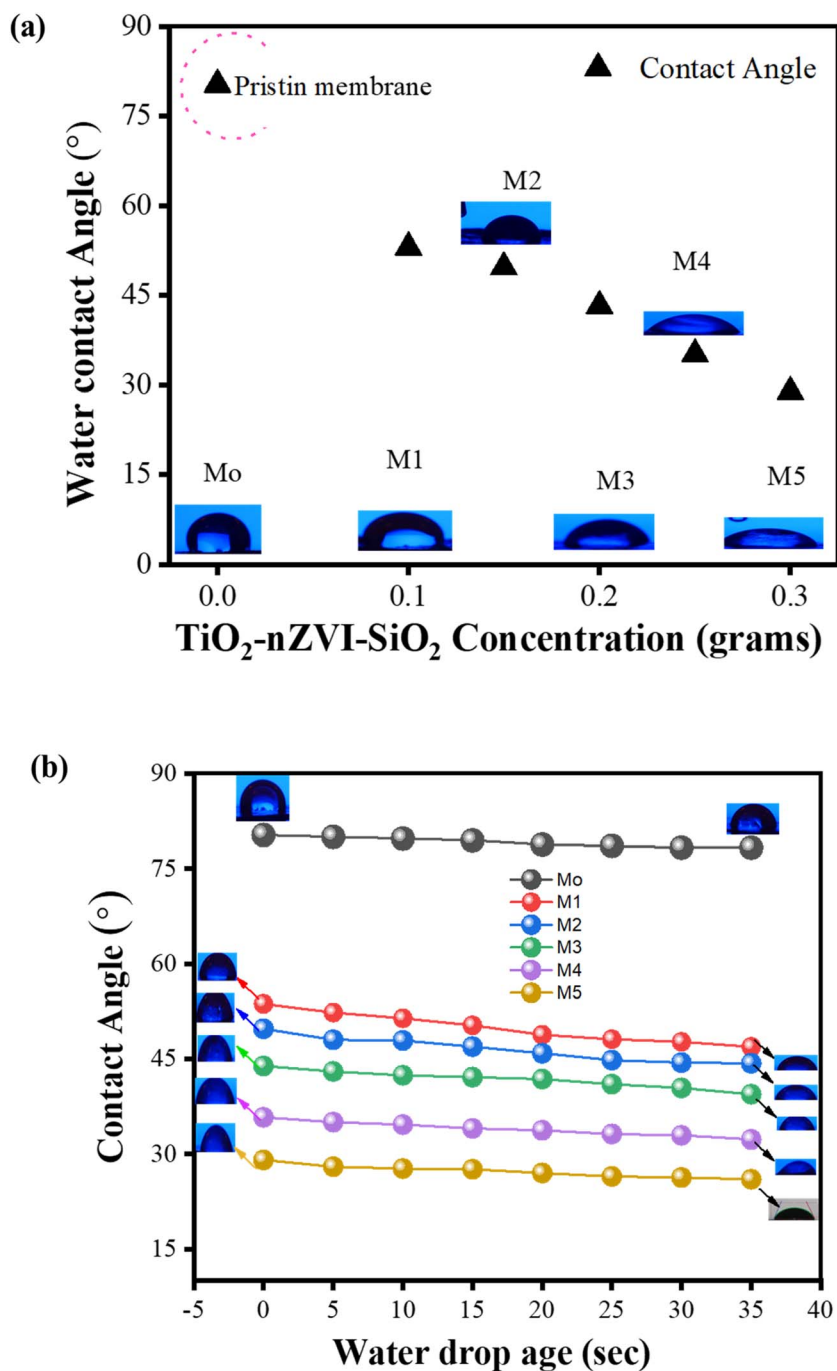 (a)
90
75
60
45
30
15
0
Water contact Angle (°)
Pristin membrane
Contact Angle
M2
M4
Mo
M1
M3
M5
0.0 0.1 0.2 0.3
TiO₂-nZVI-SiO₂ Concentration (grams)
(b)
90
75
60
45
30
15
Contact Angle (°)
Mo
M1
M2
M3
M4
M5
-5 0 5 10 15 20 25 30 35 40
Water drop age (sec)